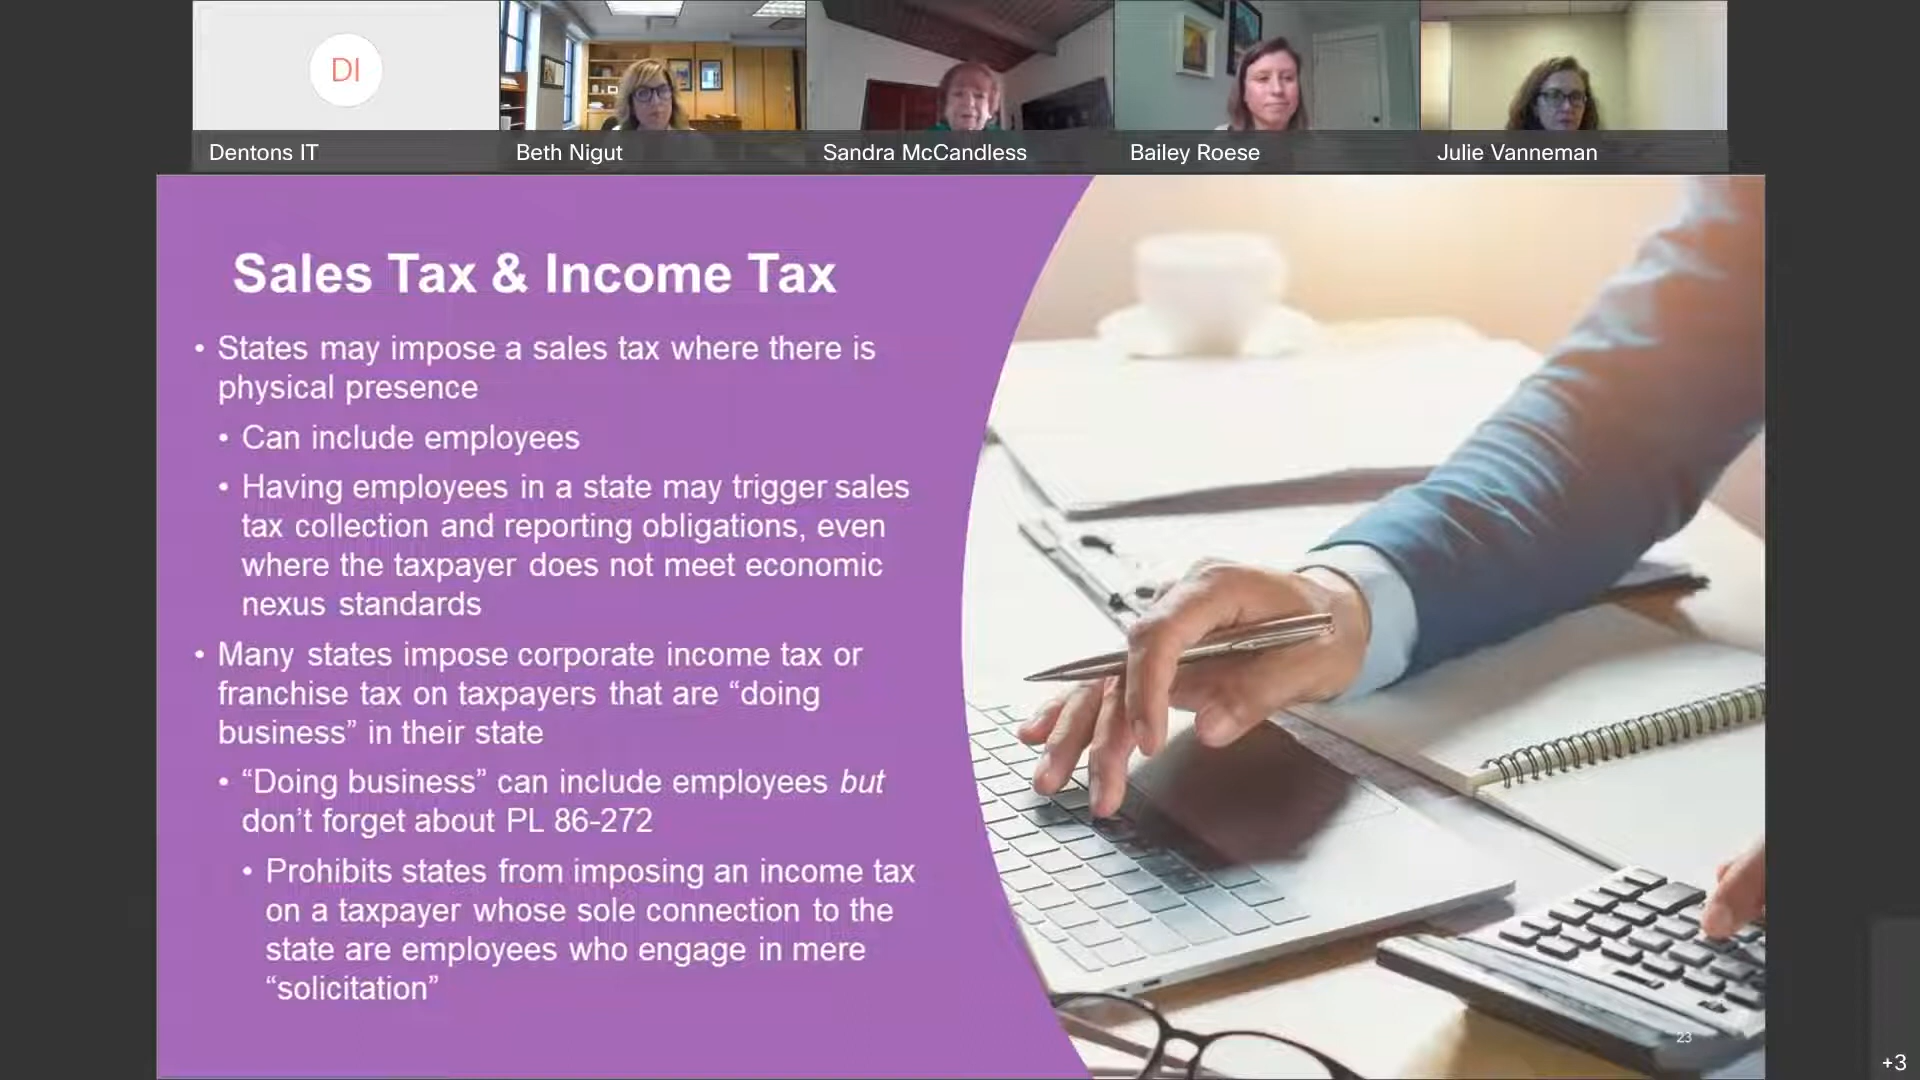 DI
Dentons IT
Beth Nigut
Sandra McCandless
Bailey Roese
Julie Vanneman
Sales Tax & Income Tax
• States may impose a sales tax where there is
physical presence
• Can include employees
• Having employees in a state may trigger sales
tax collection and reporting obligations, even
where the taxpayer does not meet economic
nexus standards
• Many states impose corporate income tax or
franchise tax on taxpayers that are “doing
business” in their state
• “Doing business” can include employees but
don’t forget about PL 86-272
• Prohibits states from imposing an income tax
on a taxpayer whose sole connection to the
state are employees who engage in mere
“solicitation”
23
+3